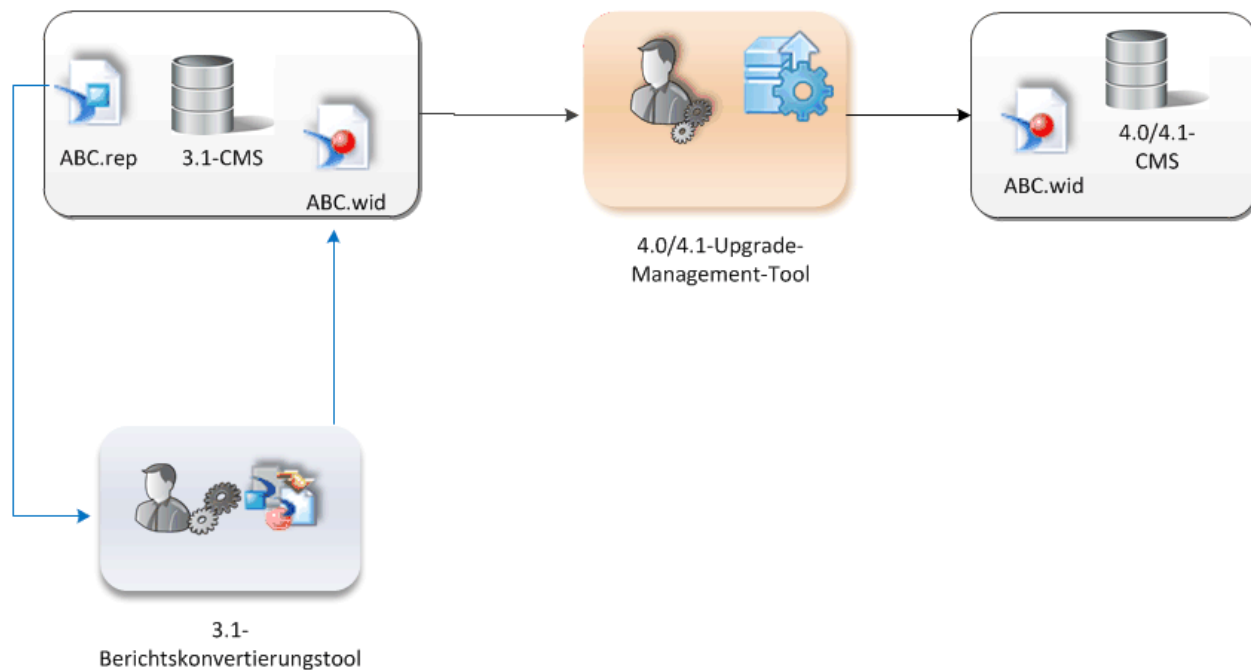 ABC.rep
3.1-CMS
ABC.wid
4.0/4.1-Upgrade-
Management-Tool
ABC.wid
4.0/4.1-
CMS
3.1-
Berichtskonvertierungstool